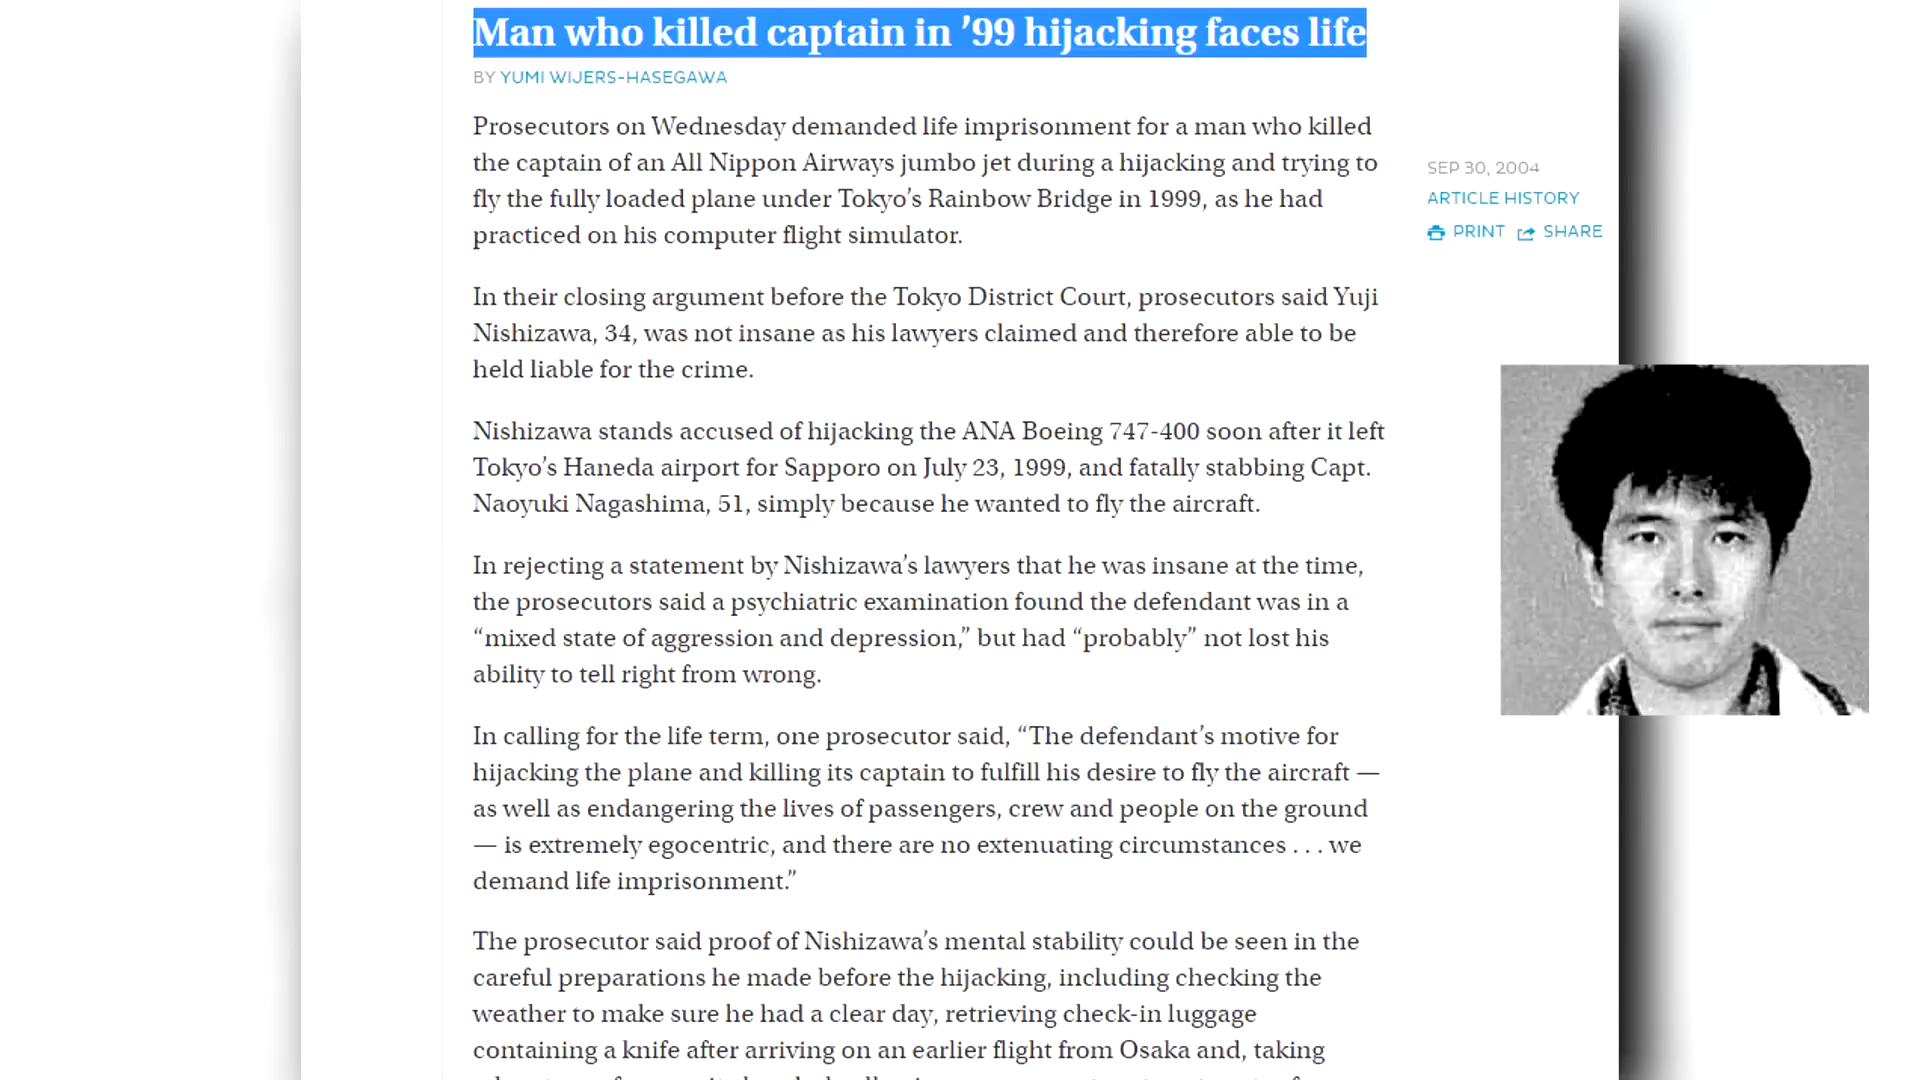 Man who killed captain in ’99 hijacking faces life
BY YUMI WIJERS-HASEGAWA
Prosecutors on Wednesday demanded life imprisonment for a man who killed
the captain of an All Nippon Airways jumbo jet during a hijacking and trying to
fly the fully loaded plane under Tokyo’s Rainbow Bridge in 1999, as he had
practiced on his computer flight simulator.
In their closing argument before the Tokyo District Court, prosecutors said Yuji
Nishizawa, 34, was not insane as his lawyers claimed and therefore able to be
held liable for the crime.
Nishizawa stands accused of hijacking the ANA Boeing 747-400 soon after it left
Tokyo’s Haneda airport for Sapporo on July 23, 1999, and fatally stabbing Capt.
Naoyuki Nagashima, 51, simply because he wanted to fly the aircraft.
In rejecting a statement by Nishizawa’s lawyers that he was insane at the time,
the prosecutors said a psychiatric examination found the defendant was in a
“mixed state of aggression and depression,” but had “probably” not lost his
ability to tell right from wrong.
In calling for the life term, one prosecutor said, “The defendant’s motive for
hijacking the plane and killing its captain to fulfill his desire to fly the aircraft —
as well as endangering the lives of passengers, crew and people on the ground
— is extremely egocentric, and there are no extenuating circumstances . . . we
demand life imprisonment.”
The prosecutor said proof of Nishizawa’s mental stability could be seen in the
careful preparations he made before the hijacking, including checking the
weather to make sure he had a clear day, retrieving check-in luggage
containing a knife after arriving on an earlier flight from Osaka and, taking
SEP 30, 2004
ARTICLE HISTORY
PRINT SHARE